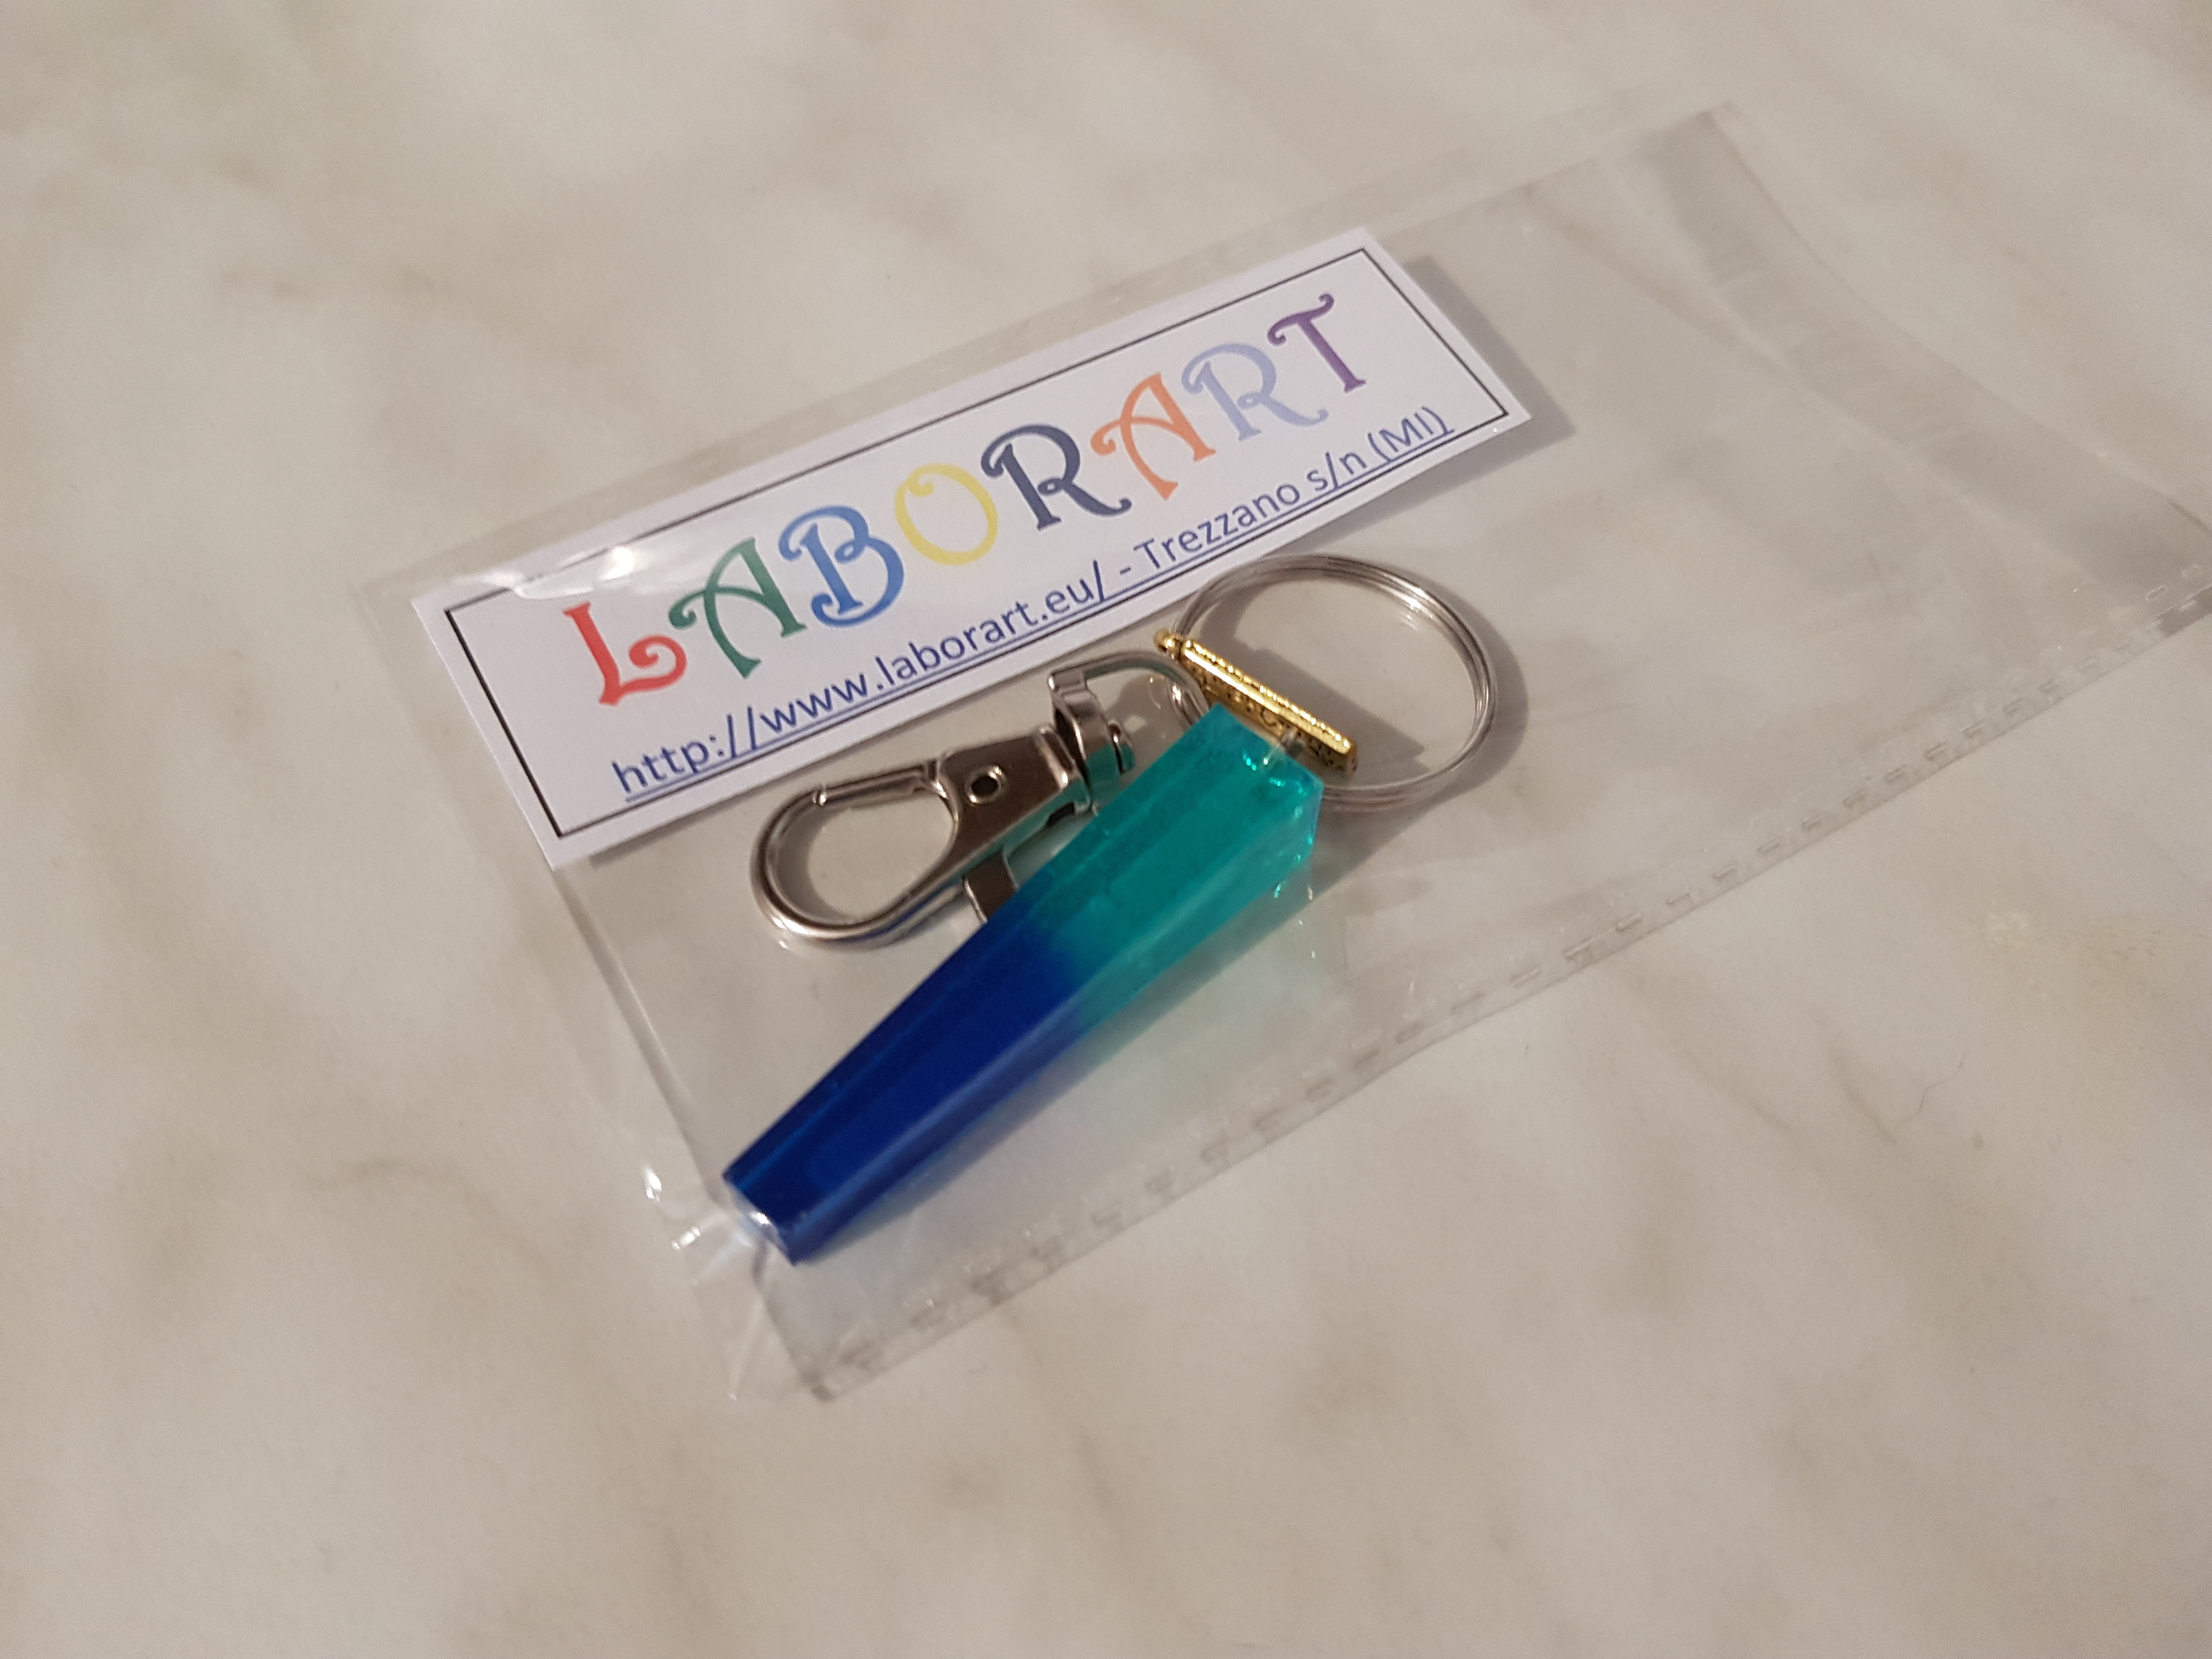 LABORART
http://www.laborart.eu/ - Trezzano s/n (MI)